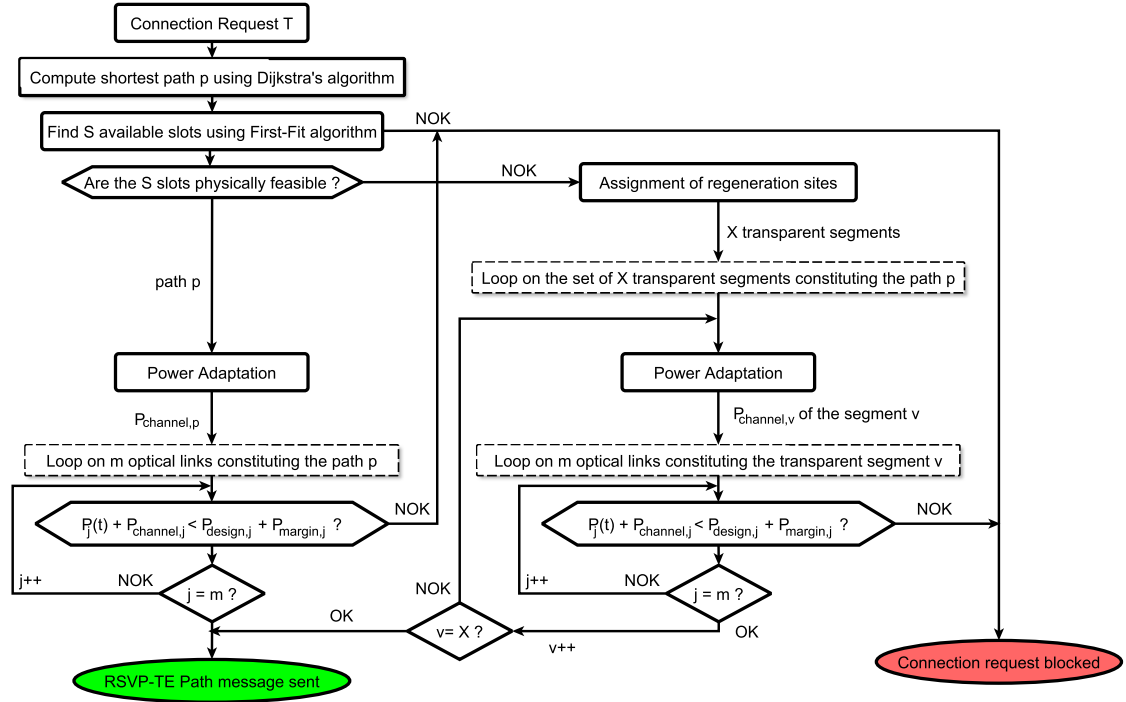 Connection Request T
Compute shortest path p using Dijkstra's algorithm
Find S available slots using First-Fit algorithm
NOK
Are the S slots physically feasible ?
NOK
Assignment of regeneration sites
X transparent segments
Loop on the set of X transparent segments constituting the path p
path p
Power Adaptation
Power Adaptation
Pchannel,p
Pchannel,v of the segment v
Loop on m optical links constituting the path p
Loop on m optical links constituting the transparent segment v
Pj(t) + Pchannel,j < Pdesign,j + Pmargin,j ?
NOK
Pj(t) + Pchannel,j < Pdesign,j + Pmargin,j ?
NOK
j++
NOK
j = m ?
NOK
j++
NOK
j = m ?
OK
v= X ?
v++
OK
RSVP-TE Path message sent
Connection request blocked